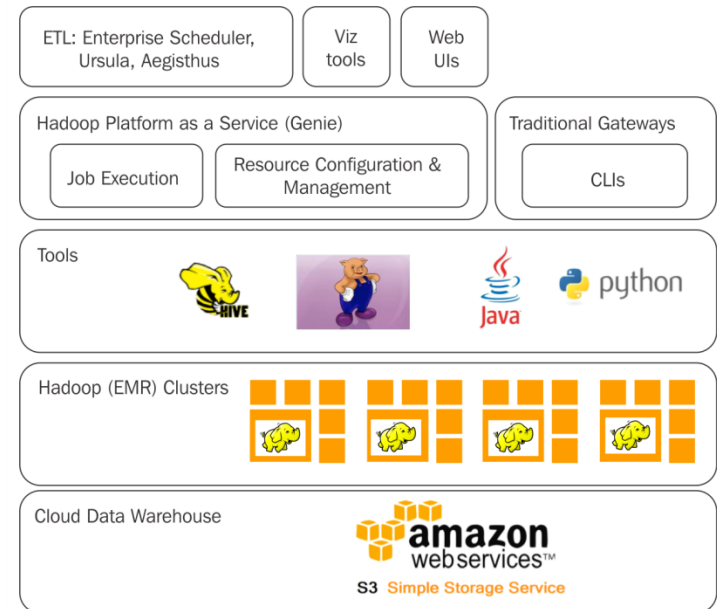 ETL: Enterprise Scheduler,
Ursula, Aegisthus
Viz
tools
Web
UIs
Hadoop Platform as a Service (Genie)
Job Execution
Resource Configuration &
Management
Traditional Gateways
CLIs
Tools
HIVE
Java
python
Hadoop (EMR) Clusters
Cloud Data Warehouse
amazon
webservices™
S3 Simple Storage Service